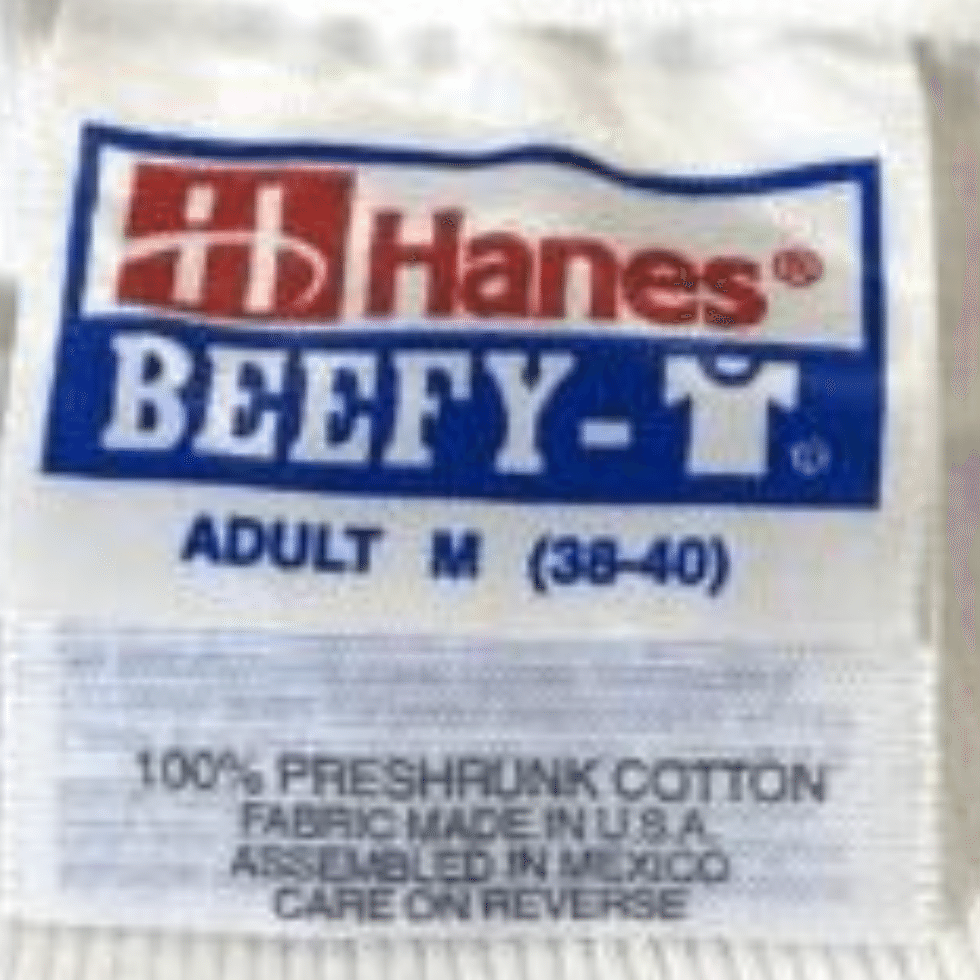 Hanes®
BEEFY-T®
ADULT M (38-40)
100% PRESHRUNK COTTON
FABRIC MADE IN U.S.A.
ASSEMBLED IN MEXICO
CARE ON REVERSE